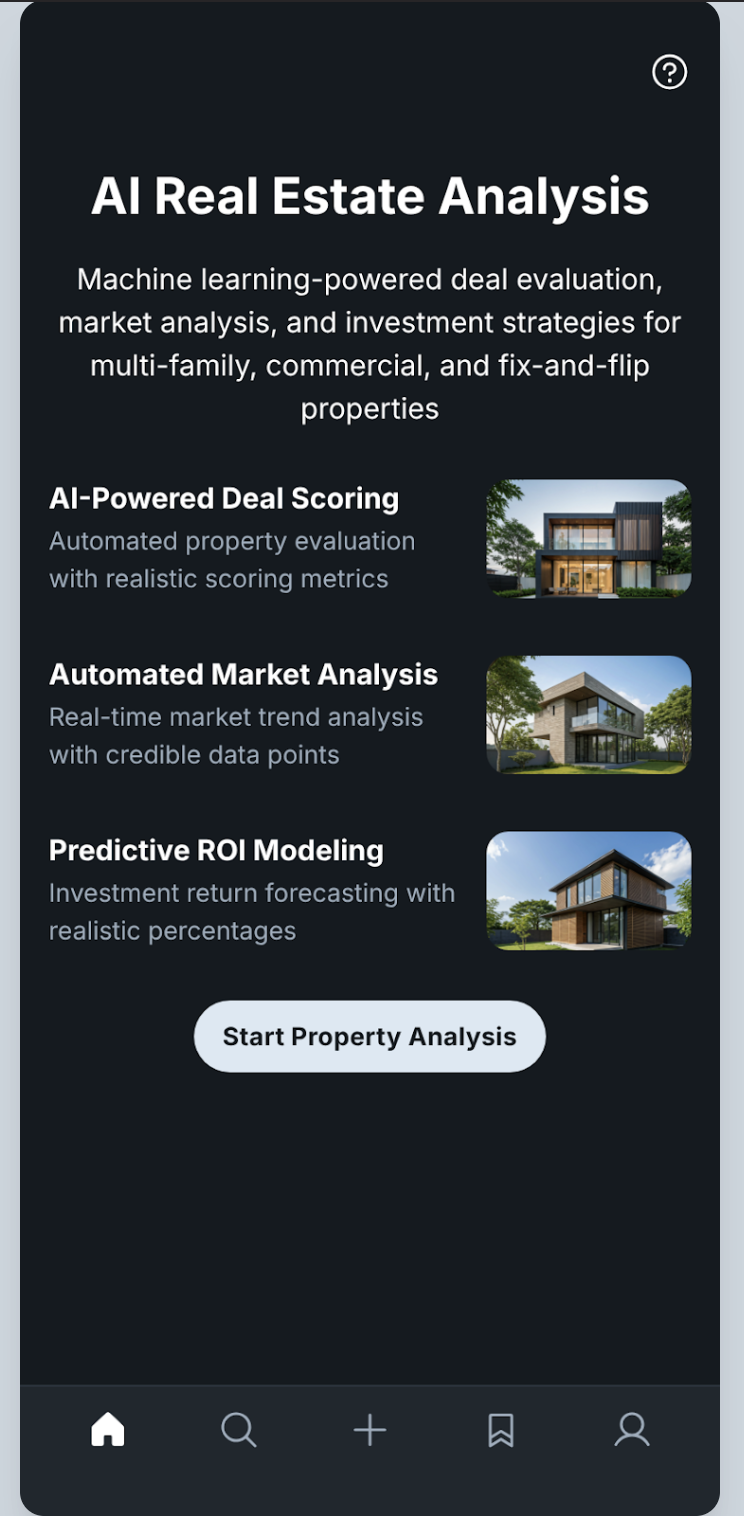 AI Real Estate Analysis
Machine learning-powered deal evaluation,
market analysis, and investment strategies for
multi-family, commercial, and fix-and-flip
properties
AI-Powered Deal Scoring
Automated property evaluation
with realistic scoring metrics
Automated Market Analysis
Real-time market trend analysis
with credible data points
Predictive ROI Modeling
Investment return forecasting with
realistic percentages
Start Property Analysis